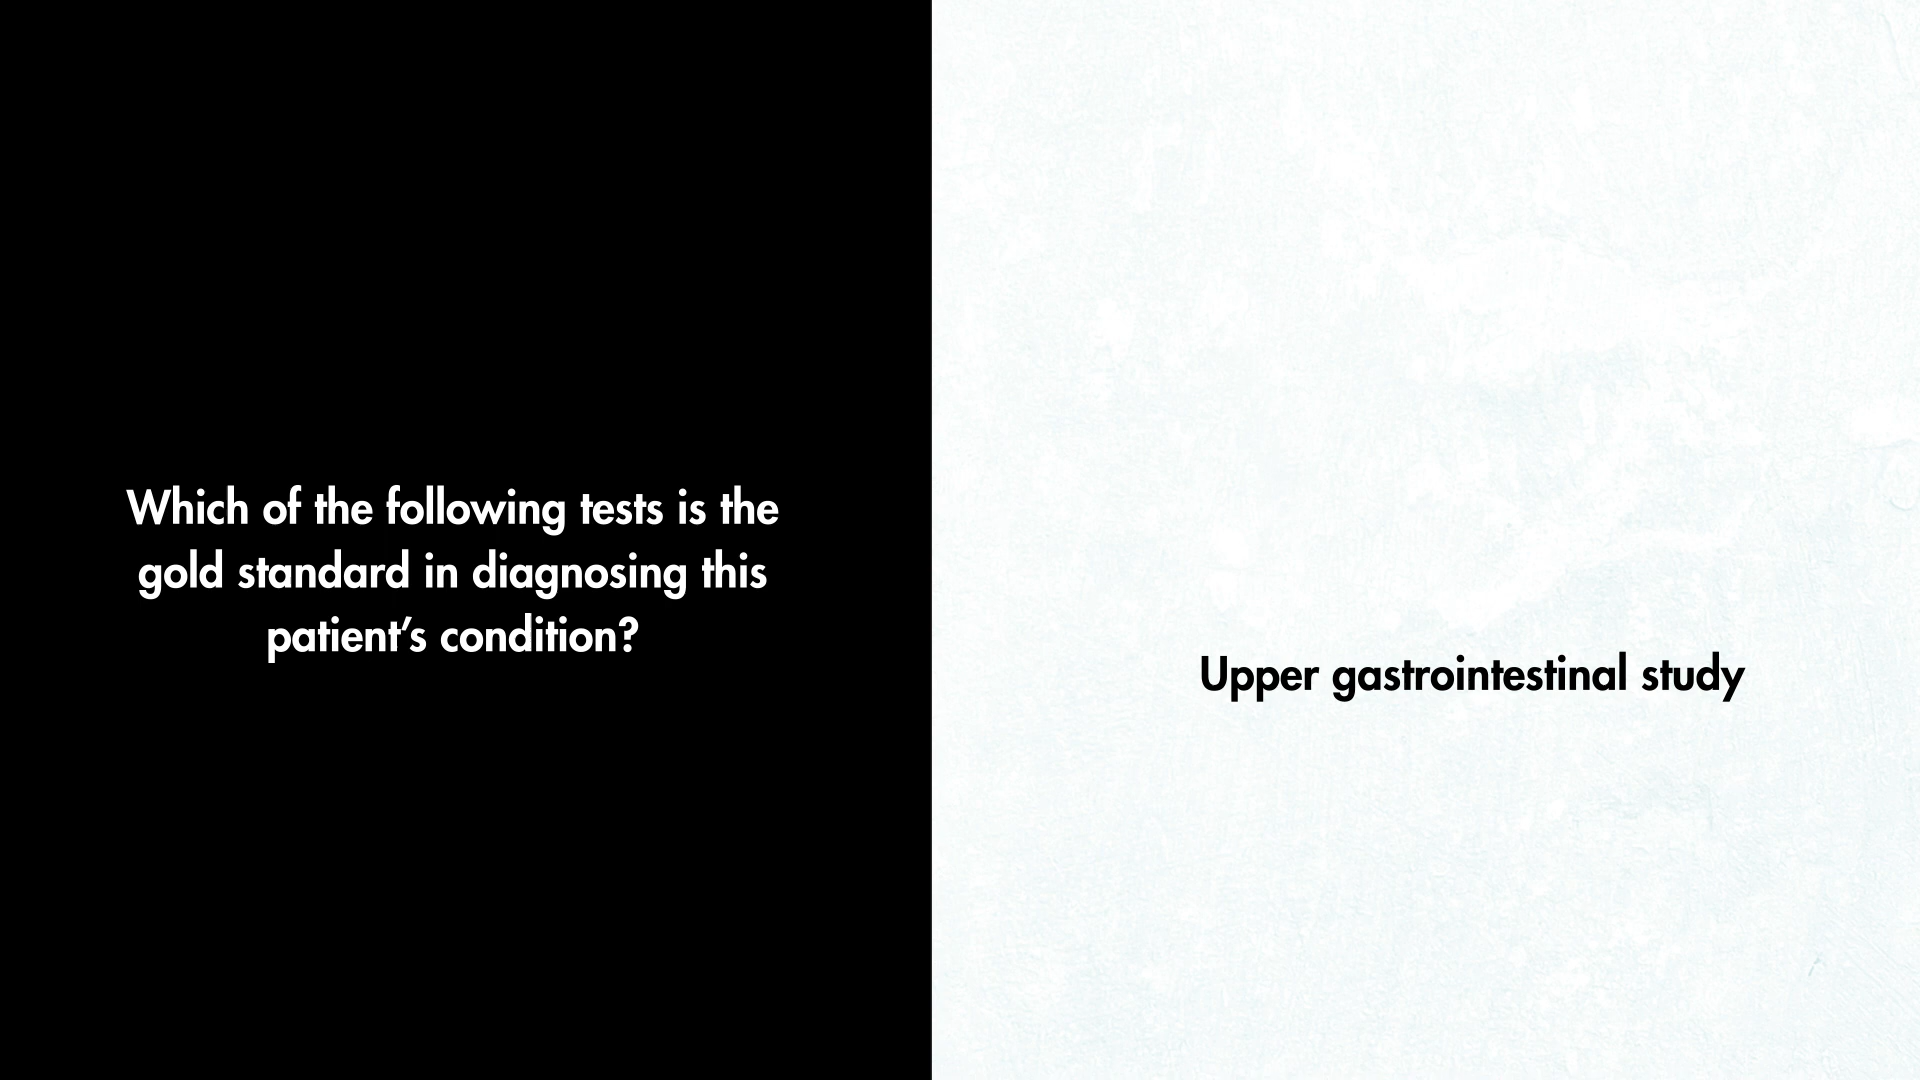 Which of the following tests is the
gold standard in diagnosing this
patient’s condition?
Upper gastrointestinal study